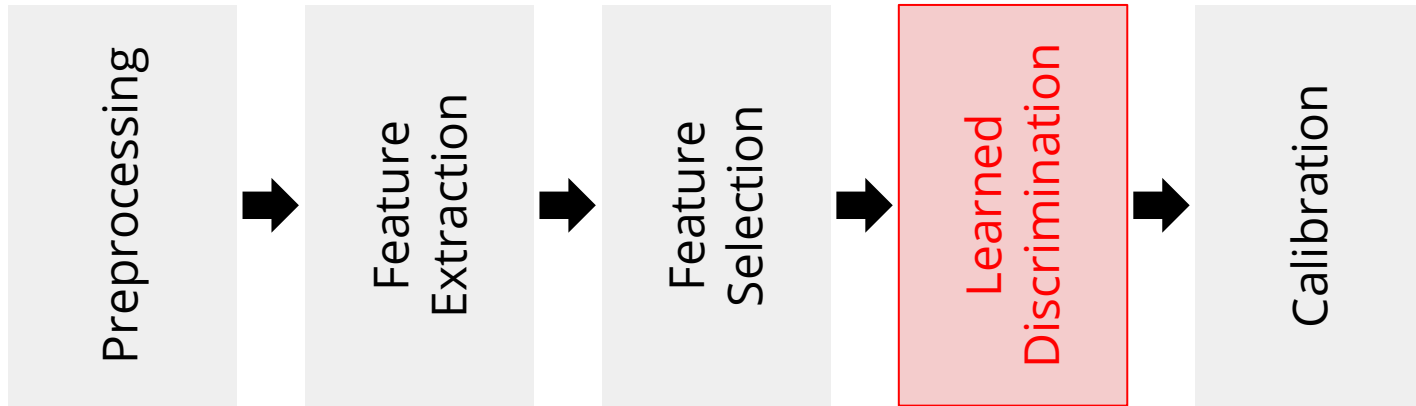 Preprocessing
Feature
Extraction
Feature
Selection
Learned
Discrimination
Calibration